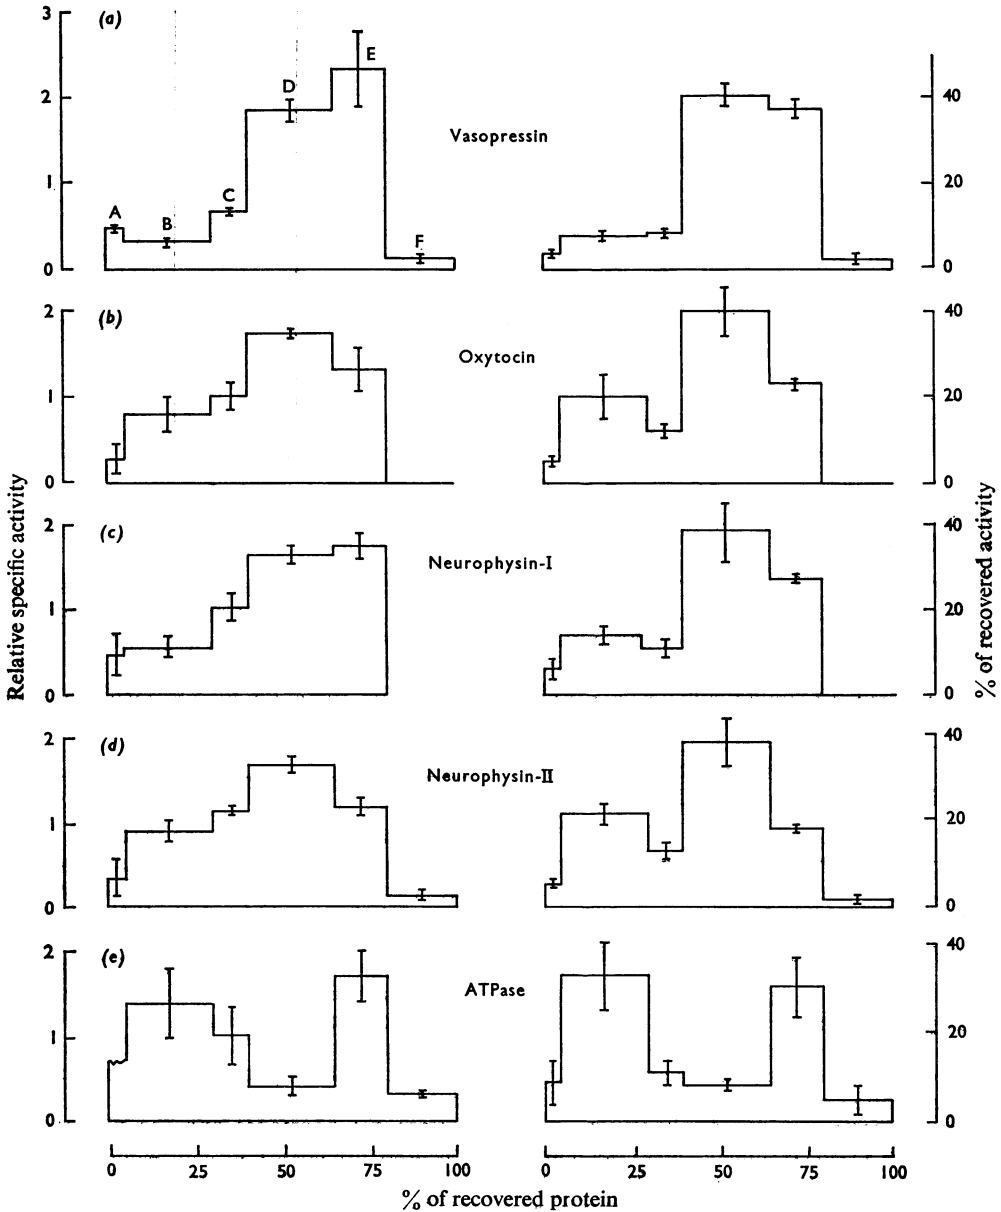 (a)
3
2
1
0
A
B
C
D
E
F
Vasopressin
40
20
0
(b)
2
1
0
Oxytocin
40
20
0
(c)
2
1
0
Neurophysin-I
40
20
0
(d)
2
1
0
Neurophysin-II
40
20
0
(e)
2
1
0
ATPase
40
20
0
Relative specific activity
% of recovered activity
0 25 50 75 100
0 25 50 75 100
% of recovered protein